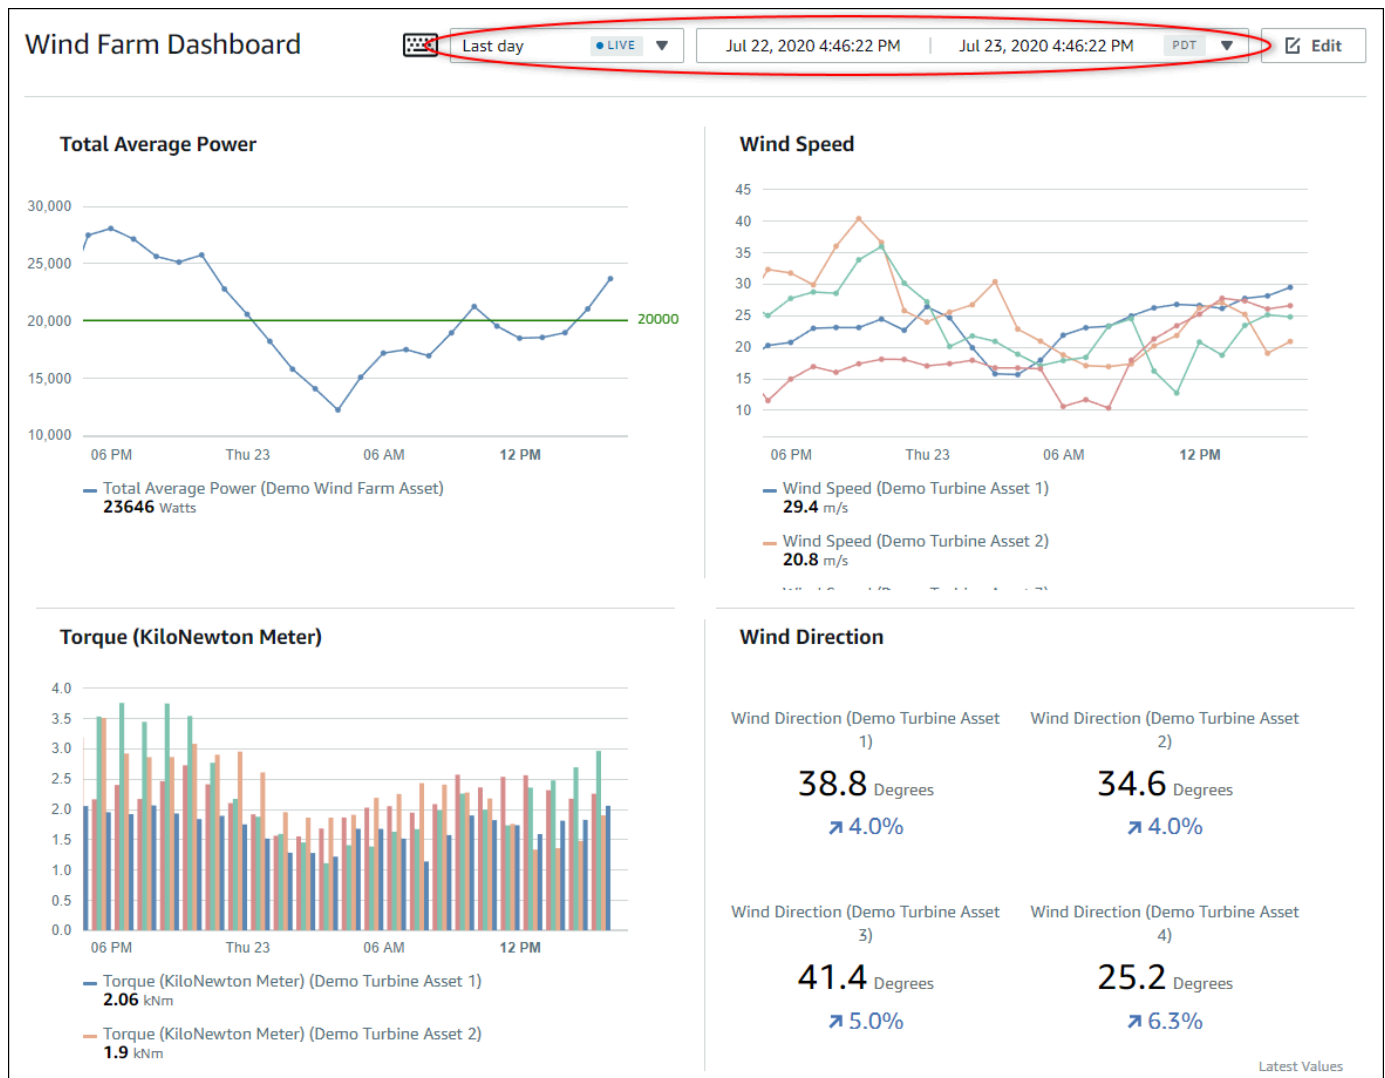 Wind Farm Dashboard
Last day
LIVE
Jul 22, 2020 4:46:22 PM
Jul 23, 2020 4:46:22 PM
PDT
Edit
Total Average Power
30,000
25,000
20,000
15,000
10,000
20000
06 PM
Thu 23
06 AM
12 PM
Total Average Power (Demo Wind Farm Asset)
23646 Watts
Wind Speed
45
40
35
30
25
20
15
10
06 PM
Thu 23
06 AM
12 PM
Wind Speed (Demo Turbine Asset 1)
29.4 m/s
Wind Speed (Demo Turbine Asset 2)
20.8 m/s
Torque (KiloNewton Meter)
4.0
3.5
3.0
2.5
2.0
1.5
1.0
0.5
0.0
06 PM
Thu 23
06 AM
12 PM
Torque (KiloNewton Meter) (Demo Turbine Asset 1)
2.06 kNm
Torque (KiloNewton Meter) (Demo Turbine Asset 2)
1.9 kNm
Wind Direction
Wind Direction (Demo Turbine Asset
1)
38.8 Degrees
4.0%
Wind Direction (Demo Turbine Asset
2)
34.6 Degrees
4.0%
Wind Direction (Demo Turbine Asset
3)
41.4 Degrees
5.0%
Wind Direction (Demo Turbine Asset
4)
25.2 Degrees
6.3%
Latest Values